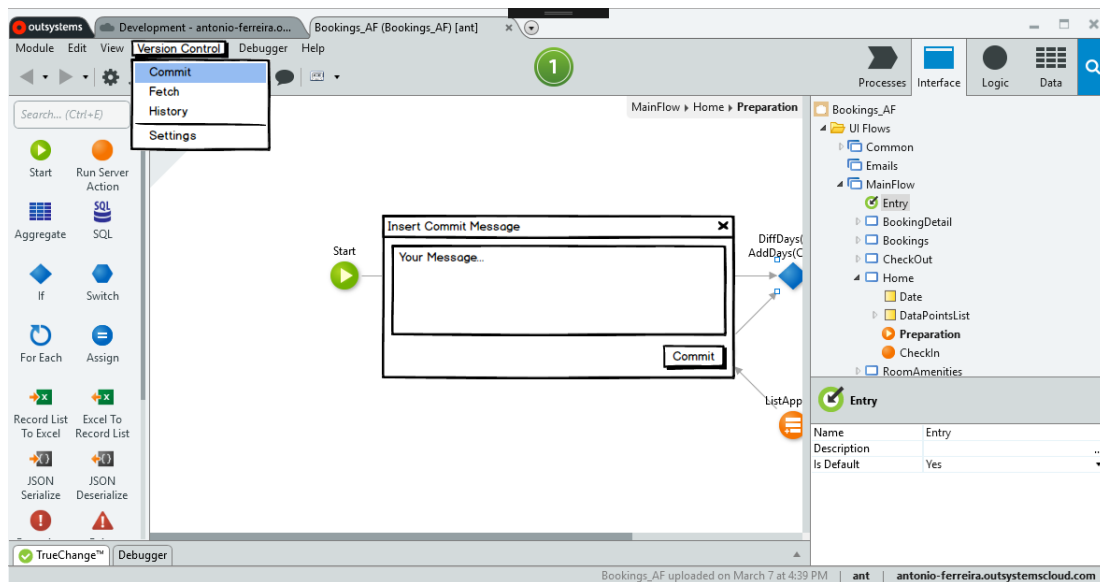 outsystems
Development - antonio-ferreira.o...
Bookings_AF (Bookings_AF) [ant]
Module Edit View Version Control Debugger Help
Commit
Fetch
History
Settings
1
Processes Interface Logic Data
Search... (Ctrl+E)
Start
Run Server Action
Aggregate
SQL
If
Switch
For Each
Assign
Record List To Excel
Excel To Record List
JSON Serialize
JSON Deserialize
MainFlow Home Preparation
Start
Insert Commit Message
Your Message...
Commit
DiffDays(
AddDays(C
ListApp
Bookings_AF
UI Flows
Common
Emails
MainFlow
Entry
BookingDetail
Bookings
CheckOut
Home
Date
DataPointsList
Preparation
CheckIn
RoomAmenities
Entry
Name Entry
Description ...
Is Default Yes
TrueChange™ Debugger
Bookings_AF uploaded on March 7 at 4:39 PM | ant | antonio-ferreira.outsystemscloud.com